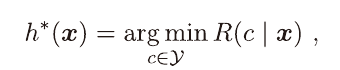 h*(x) = arg min R(c | x) ,
c∈𝒴